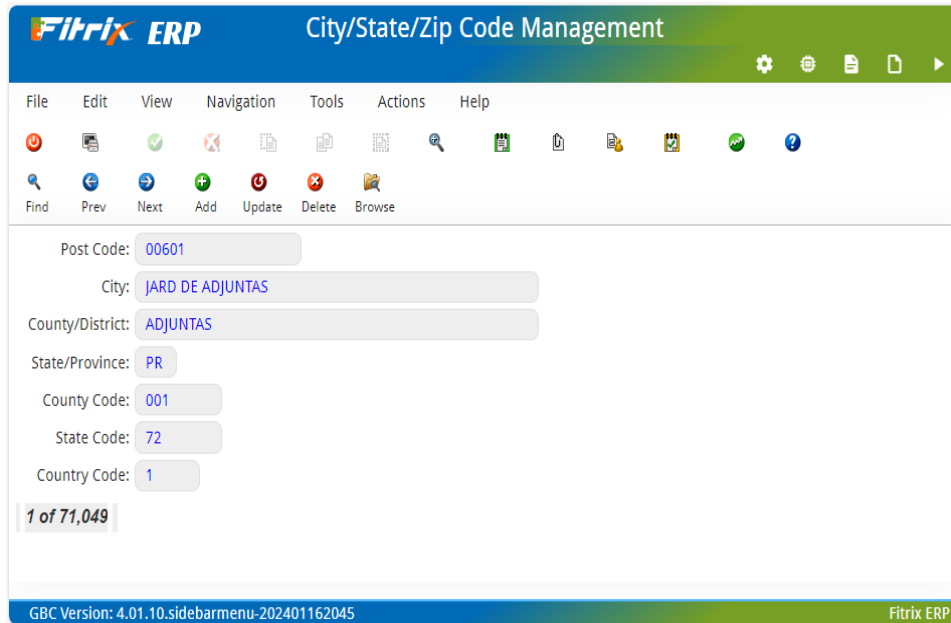 Fitrix ERP City/State/Zip Code Management
File Edit View Navigation Tools Actions Help
Find Prev Next Add Update Delete Browse
Post Code: 00601
City: JARD DE ADJUNTAS
County/District: ADJUNTAS
State/Province: PR
County Code: 001
State Code: 72
Country Code: 1
1 of 71,049
GBC Version: 4.01.10.sidebarmenu-202401162045 Fitrix ERP